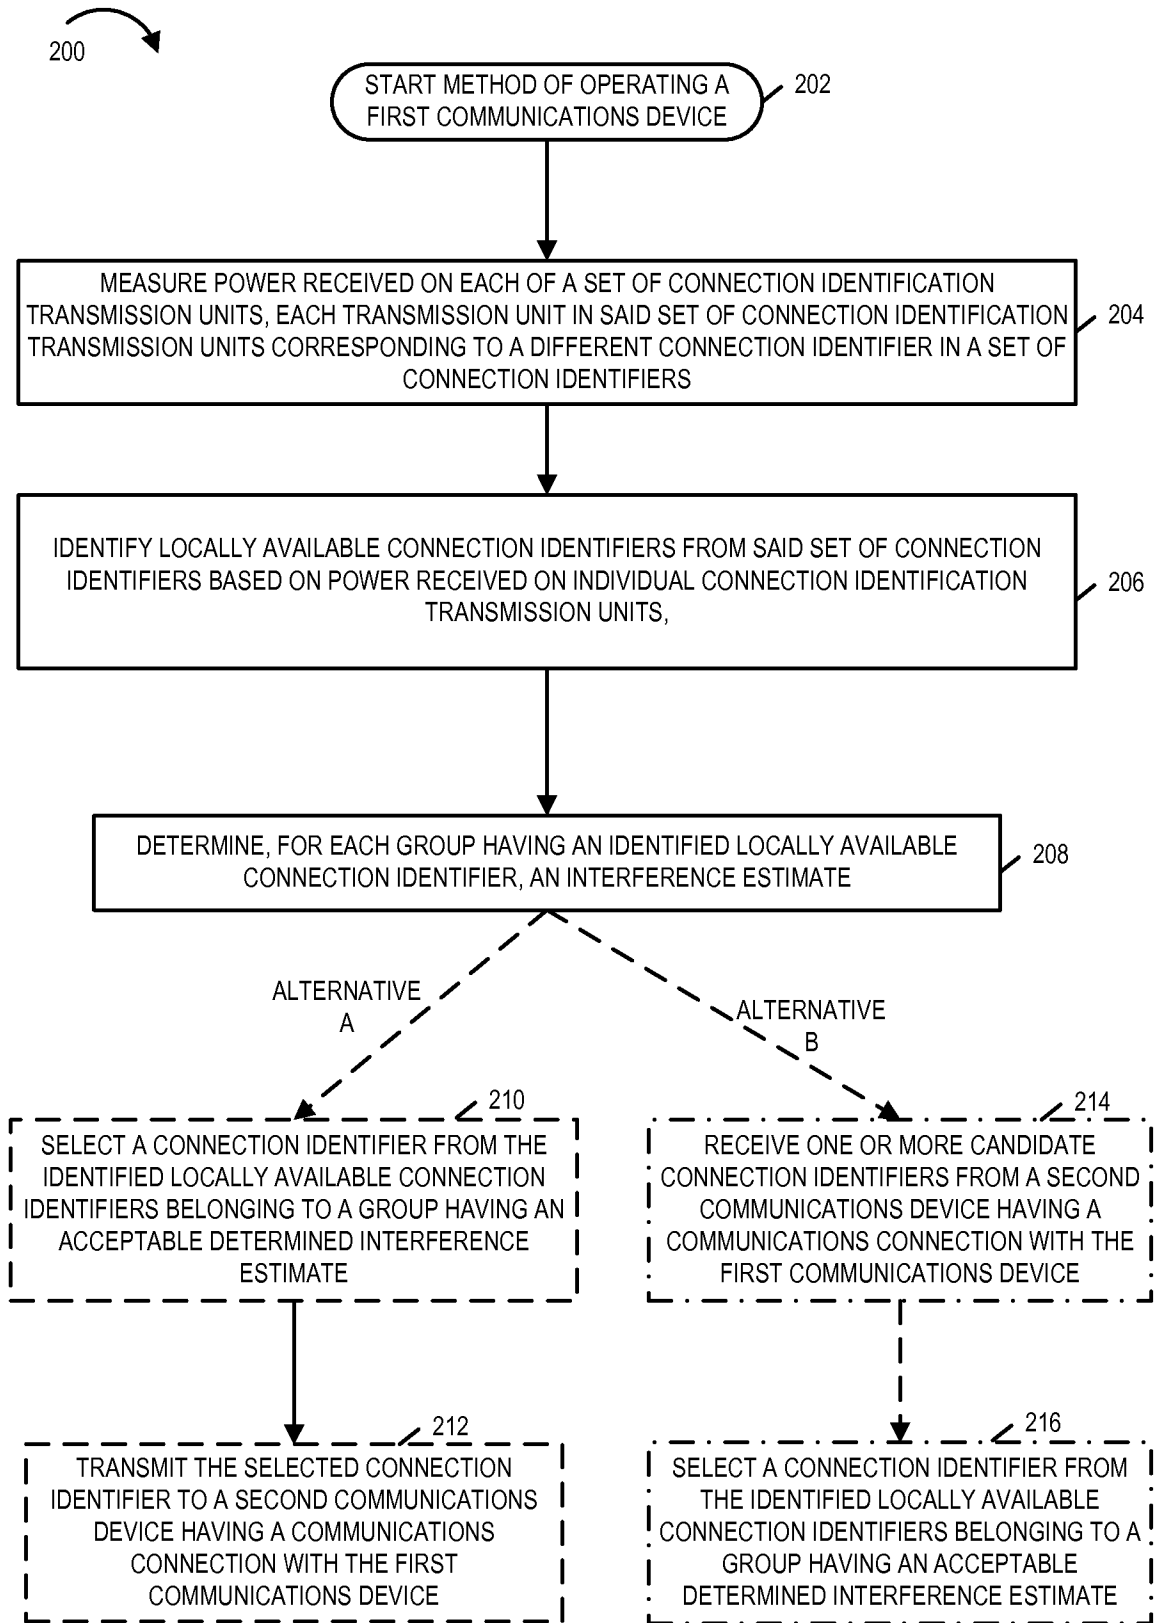 200
START METHOD OF OPERATING A
FIRST COMMUNICATIONS DEVICE
202
MEASURE POWER RECEIVED ON EACH OF A SET OF CONNECTION IDENTIFICATION
TRANSMISSION UNITS, EACH TRANSMISSION UNIT IN SAID SET OF CONNECTION IDENTIFICATION
TRANSMISSION UNITS CORRESPONDING TO A DIFFERENT CONNECTION IDENTIFIER IN A SET OF
CONNECTION IDENTIFIERS
204
IDENTIFY LOCALLY AVAILABLE CONNECTION IDENTIFIERS FROM SAID SET OF CONNECTION
IDENTIFIERS BASED ON POWER RECEIVED ON INDIVIDUAL CONNECTION IDENTIFICATION
TRANSMISSION UNITS,
206
DETERMINE, FOR EACH GROUP HAVING AN IDENTIFIED LOCALLY AVAILABLE
CONNECTION IDENTIFIER, AN INTERFERENCE ESTIMATE
208
ALTERNATIVE
A
ALTERNATIVE
B
210
SELECT A CONNECTION IDENTIFIER FROM THE
IDENTIFIED LOCALLY AVAILABLE CONNECTION
IDENTIFIERS BELONGING TO A GROUP HAVING AN
ACCEPTABLE DETERMINED INTERFERENCE
ESTIMATE
214
RECEIVE ONE OR MORE CANDIDATE
CONNECTION IDENTIFIERS FROM A SECOND
COMMUNICATIONS DEVICE HAVING A
COMMUNICATIONS CONNECTION WITH THE
FIRST COMMUNICATIONS DEVICE
212
TRANSMIT THE SELECTED CONNECTION
IDENTIFIER TO A SECOND COMMUNICATIONS
DEVICE HAVING A COMMUNICATIONS
CONNECTION WITH THE FIRST
COMMUNICATIONS DEVICE
216
SELECT A CONNECTION IDENTIFIER FROM
THE IDENTIFIED LOCALLY AVAILABLE
CONNECTION IDENTIFIERS BELONGING TO A
GROUP HAVING AN ACCEPTABLE
DETERMINED INTERFERENCE ESTIMATE